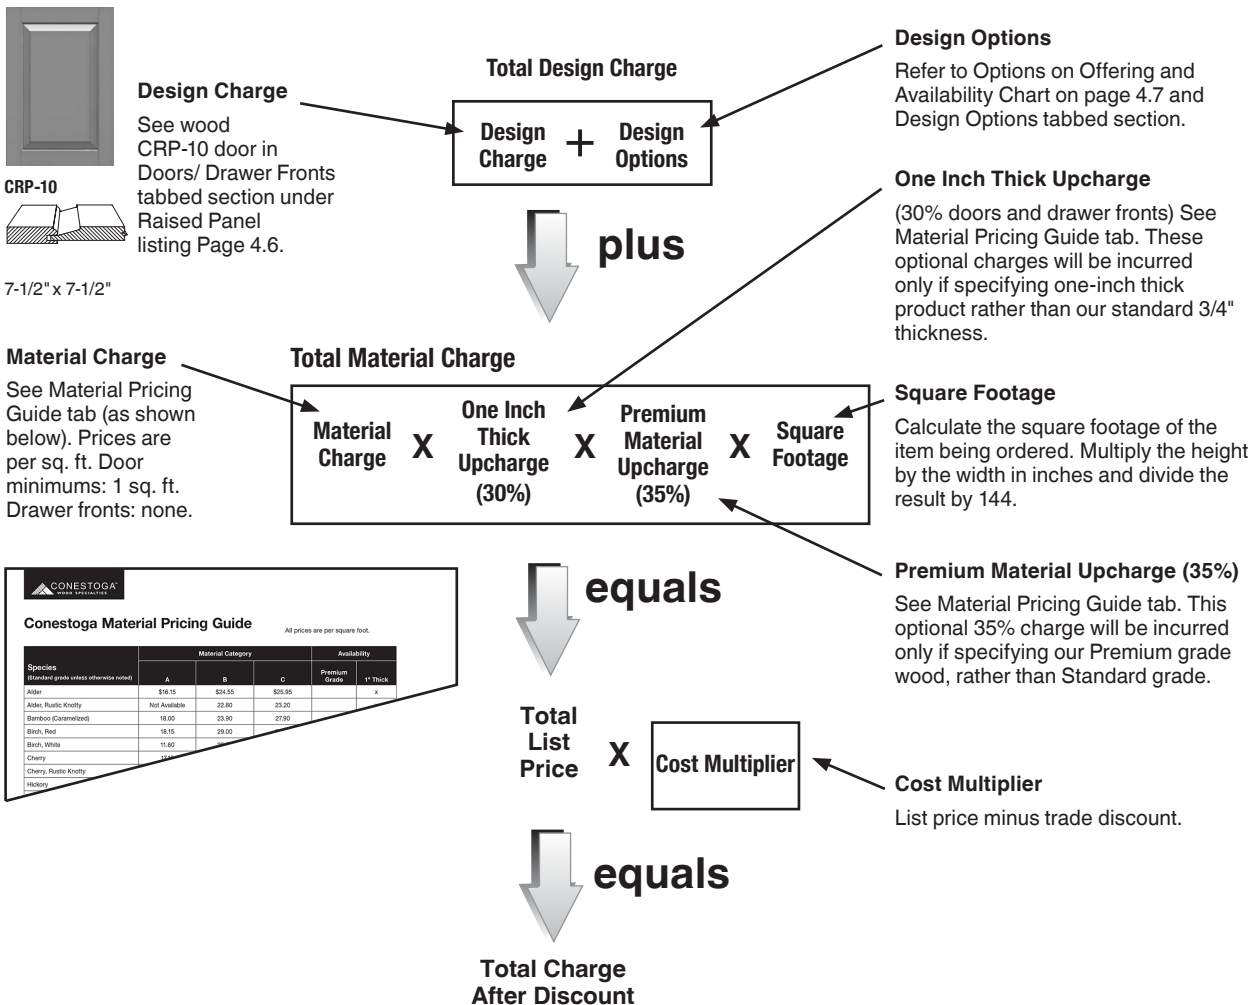 CRP-10
7-1/2" x 7-1/2"
Design Charge
See wood
CRP-10 door in
Doors/ Drawer Fronts
tabbed section under
Raised Panel
listing Page 4.6.
Total Design Charge
Design
Charge
+
Design
Options
Design Options
Refer to Options on Offering and
Availability Chart on page 4.7 and
Design Options tabbed section.
plus
One Inch Thick Upcharge
(30% doors and drawer fronts) See
Material Pricing Guide tab. These
optional charges will be incurred
only if specifying one-inch thick
product rather than our standard 3/4"
thickness.
Material Charge
See Material Pricing
Guide tab (as shown
below). Prices are
per sq. ft. Door
minimums: 1 sq. ft.
Drawer fronts: none.
Total Material Charge
Material
Charge
X
One Inch
Thick
Upcharge
(30%)
X
Premium
Material
Upcharge
(35%)
X
Square
Footage
Square Footage
Calculate the square footage of the
item being ordered. Multiply the height
by the width in inches and divide the
result by 144.
equals
Premium Material Upcharge (35%)
See Material Pricing Guide tab. This
optional 35% charge will be incurred
only if specifying our Premium grade
wood, rather than Standard grade.
CONESTOGA
WOOD SPECIALTIES
Conestoga Material Pricing Guide
All prices are per square foot.
Species
(Standard grade unless otherwise noted)
Material Category
Availability
A B C Premium Grade 1" Thick
Alder $16.15 $24.55 $25.95 x
Alder, Rustic Knotty Not Available 22.80 23.20
Bamboo (Caramelized) 18.00 23.90 27.90
Birch, Red 18.15 29.00
Birch, White 11.60
Cherry
Cherry, Rustic Knotty
Hickory
Total
List
Price
X
Cost Multiplier
Cost Multiplier
List price minus trade discount.
equals
Total Charge
After Discount